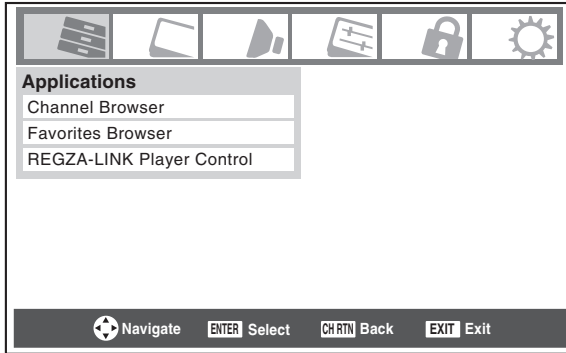 Applications
Channel Browser
Favorites Browser
REGZA-LINK Player Control
Navigate ENTER Select CH RTN Back EXIT Exit